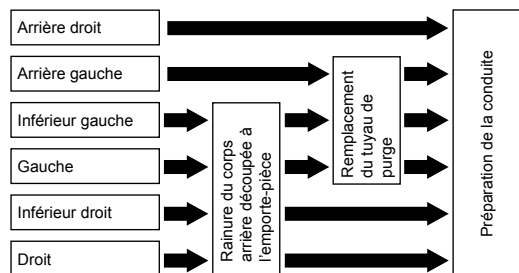 Arrière droit
Arrière gauche
Inférieur gauche
Gauche
Inférieur droit
Droit
Rainure du corps
arrière découpée à
l'emporte-pièce
Remplacement
du tuyau de
purge
Préparation de la conduite